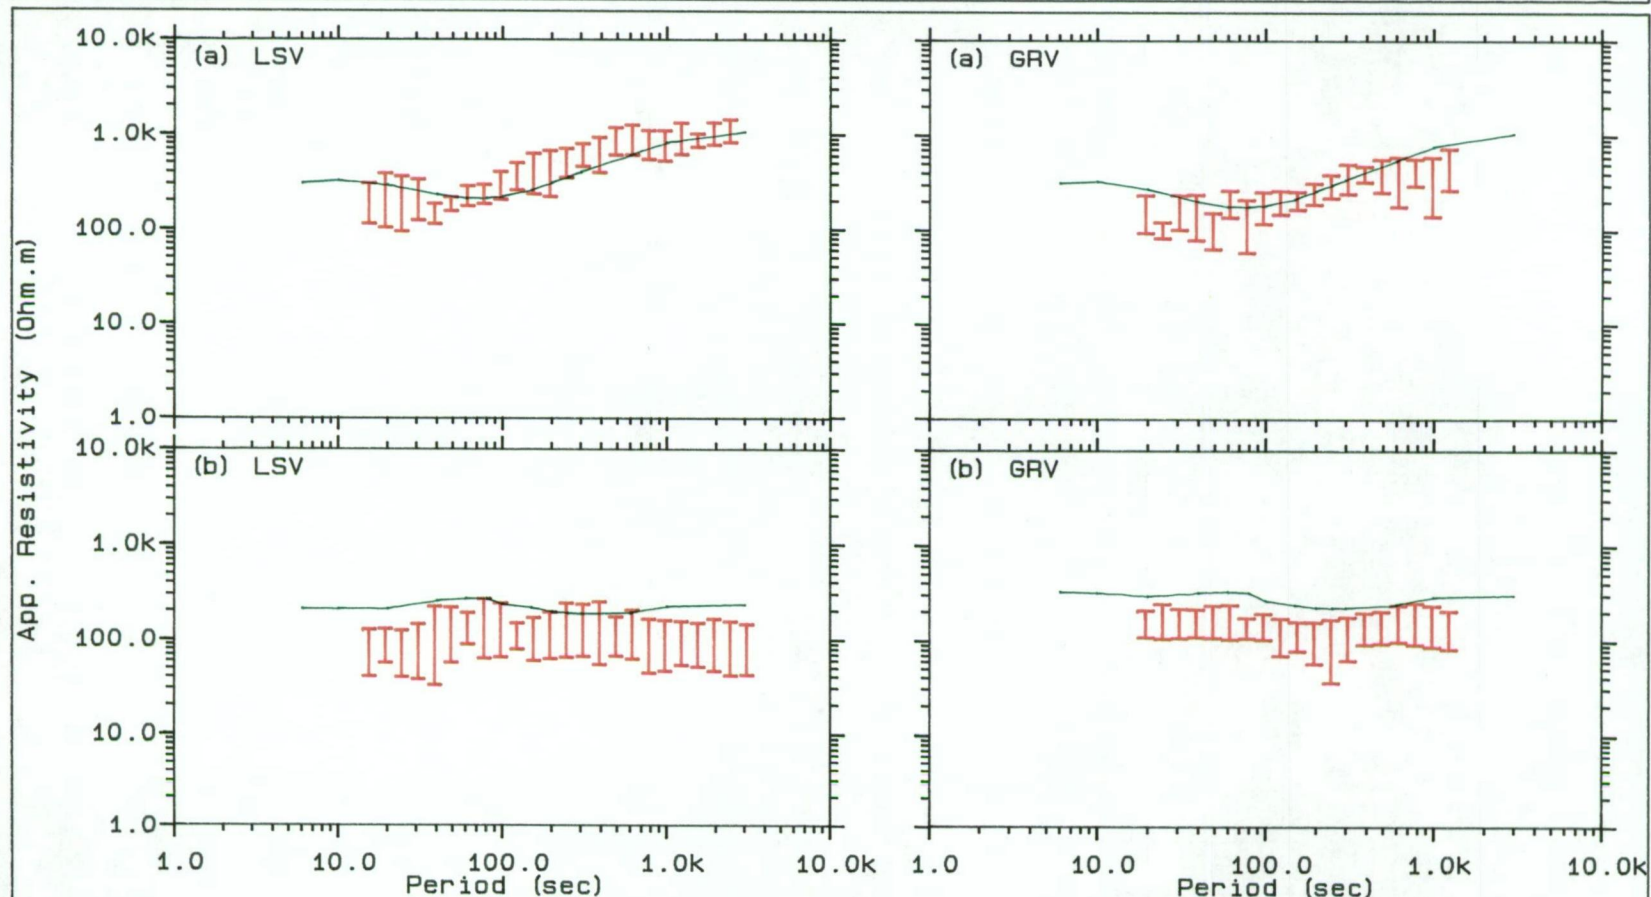 (a) LSV
(a) GRV
10.0k
1.0k
100.0
10.0
1.0
App. Resistivity (Ohm.m)
(b) LSV
(b) GRV
10.0k
1.0k
100.0
10.0
1.0
1.0 10.0 100.0 1.0k 10.0k
1.0 10.0 100.0 1.0k 10.0k
Period (sec)
Period (sec)